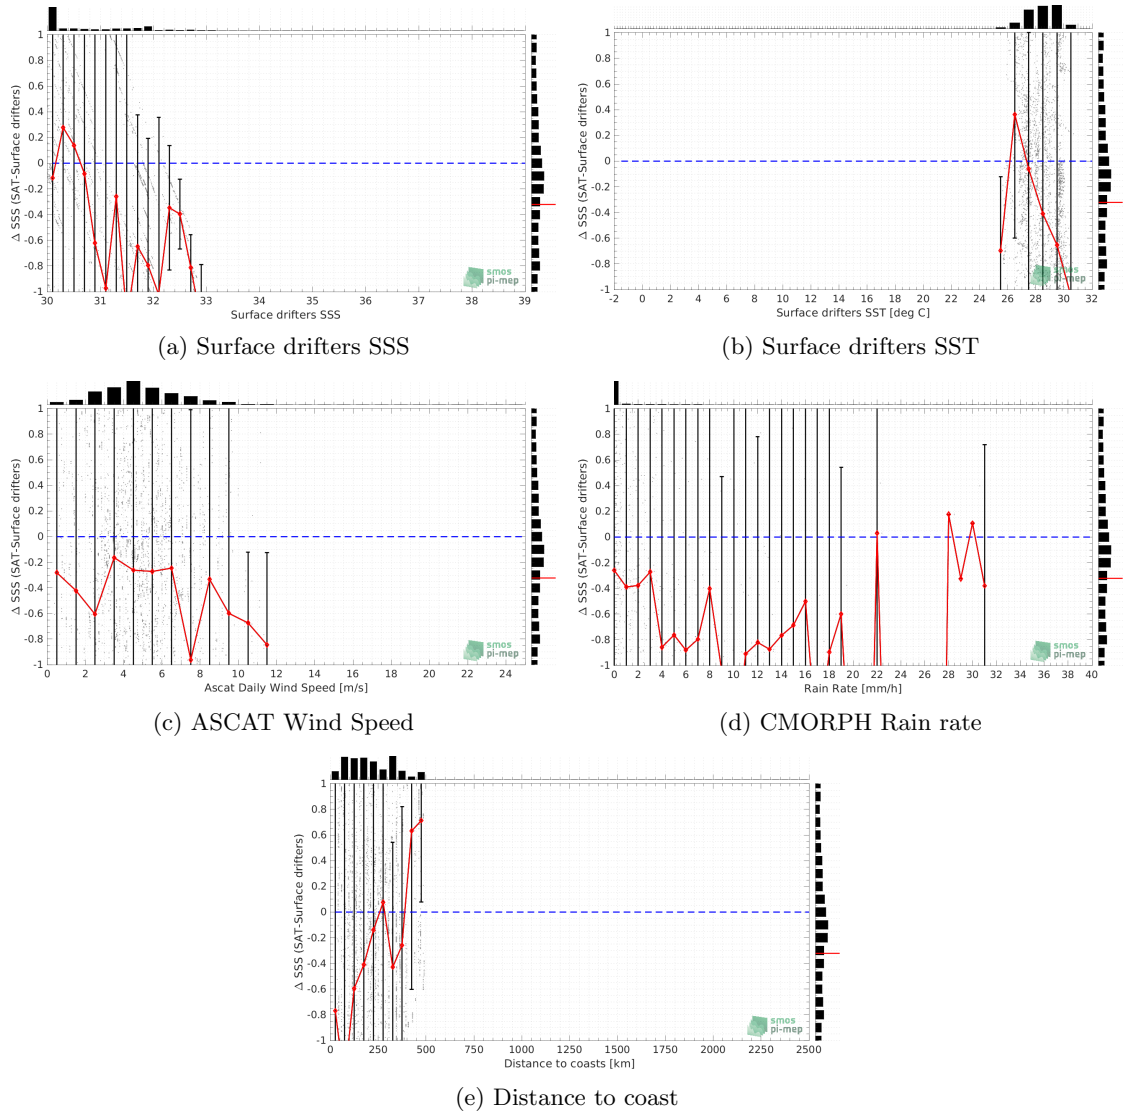 1
0.8
0.6
0.4
0.2
0
-0.2
-0.4
-0.6
-0.8
-1
Δ SSS (SAT-Surface drifters)
30 31 32 33 34 35 36 37 38 39
Surface drifters SSS
smos
pi-mep
(a) Surface drifters SSS
1
0.8
0.6
0.4
0.2
0
-0.2
-0.4
-0.6
-0.8
-1
Δ SSS (SAT-Surface drifters)
-2 0 2 4 6 8 10 12 14 16 18 20 22 24 26 28 30 32
Surface drifters SST [deg C]
smos
pi-mep
(b) Surface drifters SST
1
0.8
0.6
0.4
0.2
0
-0.2
-0.4
-0.6
-0.8
-1
Δ SSS (SAT-Surface drifters)
0 2 4 6 8 10 12 14 16 18 20 22 24
Ascat Daily Wind Speed [m/s]
smos
pi-mep
(c) ASCAT Wind Speed
1
0.8
0.6
0.4
0.2
0
-0.2
-0.4
-0.6
-0.8
-1
Δ SSS (SAT-Surface drifters)
0 2 4 6 8 10 12 14 16 18 20 22 24 26 28 30 32 34 36 38 40
Rain Rate [mm/h]
smos
pi-mep
(d) CMORPH Rain rate
1
0.8
0.6
0.4
0.2
0
-0.2
-0.4
-0.6
-0.8
-1
Δ SSS (SAT-Surface drifters)
0 250 500 750 1000 1250 1500 1750 2000 2250 2500
Distance to coasts [km]
smos
pi-mep
(e) Distance to coast